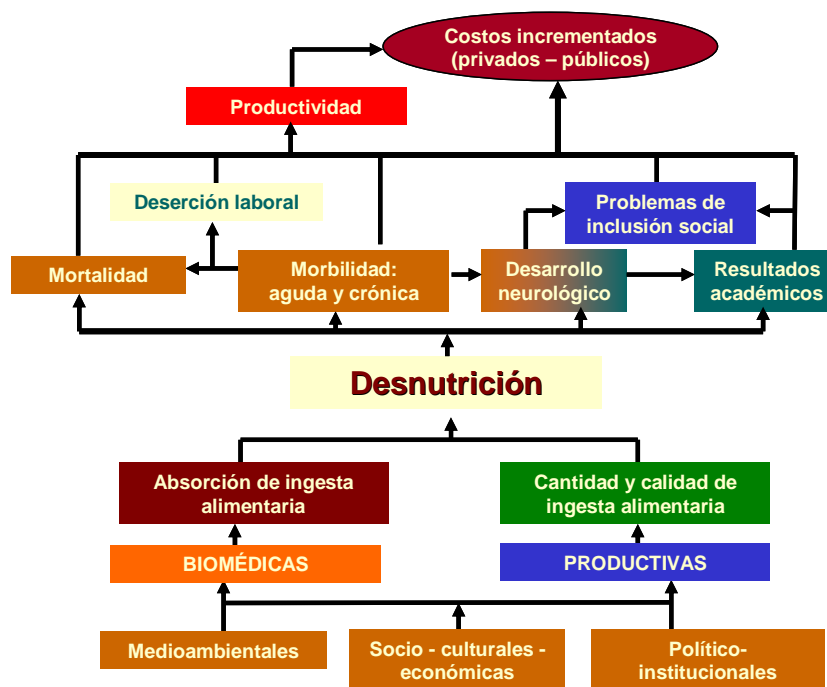 Costos incrementados
(privados – públicos)
Productividad
Deserción laboral
Problemas de
inclusión social
Mortalidad
Morbilidad:
aguda y crónica
Desarrollo
neurológico
Resultados
académicos
Desnutrición
Absorción de ingesta
alimentaria
Cantidad y calidad de
ingesta alimentaria
BIOMÉDICAS
PRODUCTIVAS
Medioambientales
Socio - culturales -
económicas
Político-
institucionales